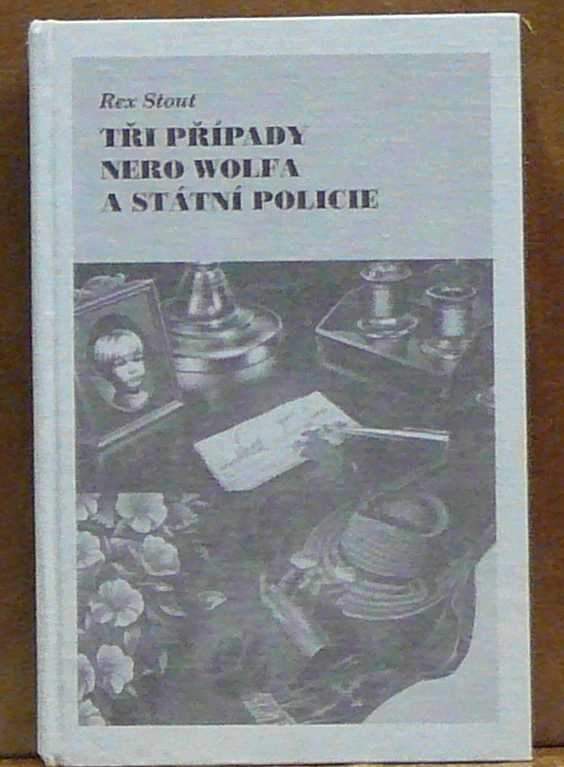 Rex Stout
TŘI PŘÍPADY
NERO WOLFA
A STÁTNÍ POLICIE